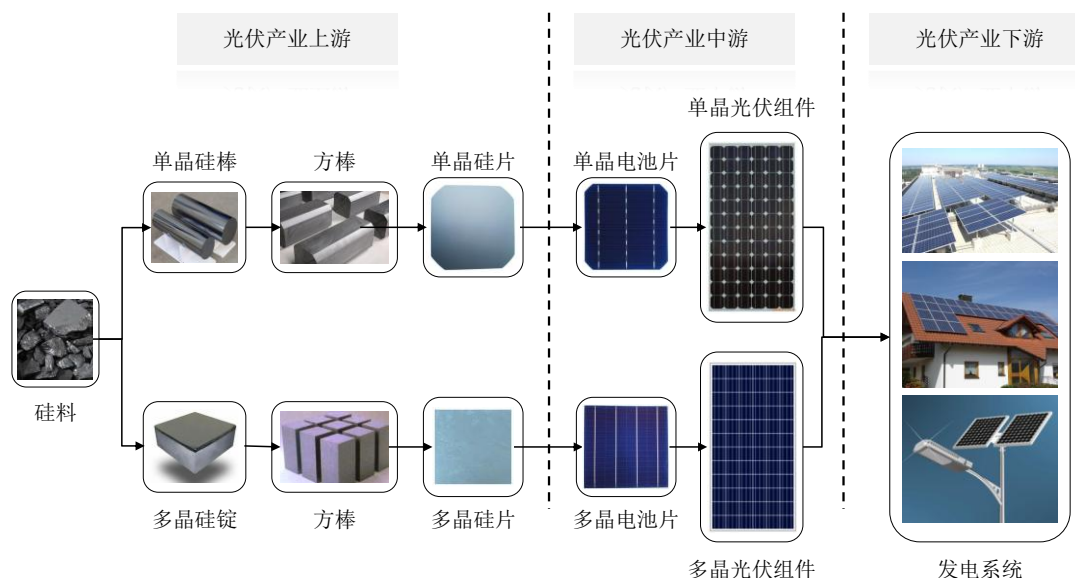 光伏产业上游
光伏产业中游
光伏产业下游
单晶光伏组件
单晶硅棒
方棒
单晶硅片
单晶电池片
硅料
多晶硅锭
方棒
多晶硅片
多晶电池片
多晶光伏组件
发电系统